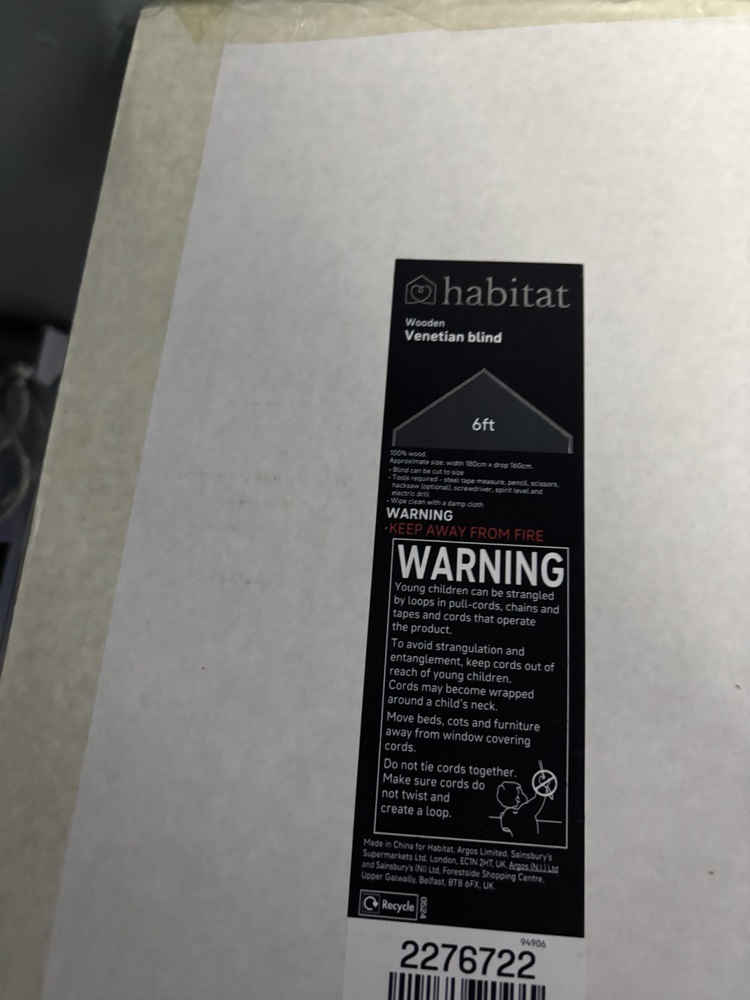 habitat
Wooden
Venetian blind
6ft
100% wood.
Approximate size: width 180cm x drop 160cm.
• Blind can be cut to size
• Tools required - steel tape measure, pencil, scissors,
hacksaw (optional), screwdriver, spirit level and
electric drill
• Wipe clean with a damp cloth
WARNING
·KEEP AWAY FROM FIRE
WARNING
Young children can be strangled
by loops in pull-cords, chains and
tapes and cords that operate
the product.
To avoid strangulation and
entanglement, keep cords out of
reach of young children.
Cords may become wrapped
around a child's neck.
Move beds, cots and furniture
away from window covering
cords.
Do not tie cords together.
Make sure cords do
not twist and
create a loop.
Made in China for Habitat, Argos Limited, Sainsbury's
Supermarkets Ltd, London, EC1N 2HT, UK. Argos (N.I.) Ltd
and Sainsbury's (NI) Ltd, Forestside Shopping Centre,
Upper Galwally, Belfast, BT8 6FX, UK.
Recycle
0524
94906
2276722